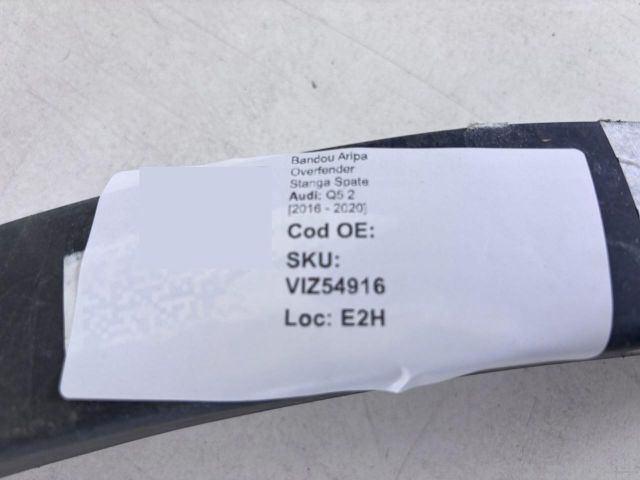 Bandou Aripa
Overfender
Stanga Spate
Audi: Q5 2
[2016 - 2020]
Cod OE:
SKU:
VIZ54916
Loc: E2H